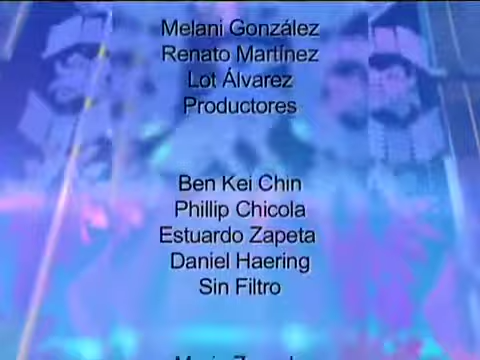 Melani González
Renato Martínez
Lot Álvarez
Productores
Ben Kei Chin
Phillip Chicola
Estuardo Zapeta
Daniel Haering
Sin Filtro